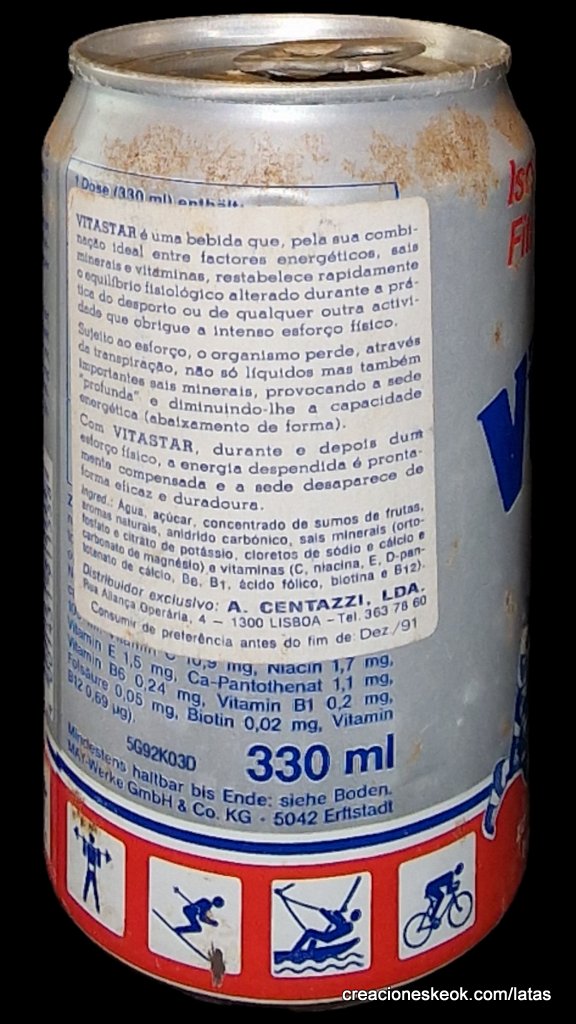 1 Dose (330 ml) enthält:
VITASTAR é uma bebida que, pela sua combi-
nação ideal entre factores energéticos, sais
minerais e vitáminas, restabelece rapidamente
o equilíbrio fisiológico alterado durante a prá-
tica do desporto ou de qualquer outra activi-
dade que obrigue a intenso esforço físico.
Sujeito ao esforço, o organismo perde, através
da transpiração, não só líquidos mas também
importantes sais minerais, provocando a sede
"profunda" e diminuindo-lhe a capacidade
energética (abaixamento de forma).
Com VITASTAR, durante e depois dum
esforço físico, a energia despendida é pronta-
mente compensada e a sede desaparece de
forma eficaz e duradoura.
Ingred.: Água, açúcar, concentrado de sumos de frutas,
aromas naturais, anidrido carbónico, sais minerais (orto-
fosfato e citrato de potássio, cloretos de sódio e cálcio e
carbonato de magnésio) e vitaminas (C, niacina, E, D-pan-
totenato de cálcio, B6, B1, ácido fólico, biotina e B12).
Distribuidor exclusivo: A. CENTAZZI, LDA.
Rua Aliança Operária, 4 – 1300 LISBOA – Tel. 363 78 60
Consumir de preferência antes do fim de: Dez./91
Vitamin C 10,9 mg, Niacin 1,7 mg,
Vitamin E 1,5 mg, Ca-Pantothenat 1,1 mg,
Vitamin B6 0,24 mg, Vitamin B1 0,2 mg,
Folsäure 0,05 mg, Biotin 0,02 mg, Vitamin
B12 0,69 µg).
5G92K03D
330 ml
Mindestens haltbar bis Ende: siehe Boden.
MAY-Werke GmbH & Co. KG · 5042 Erftstadt
creacioneskeok.com/latas